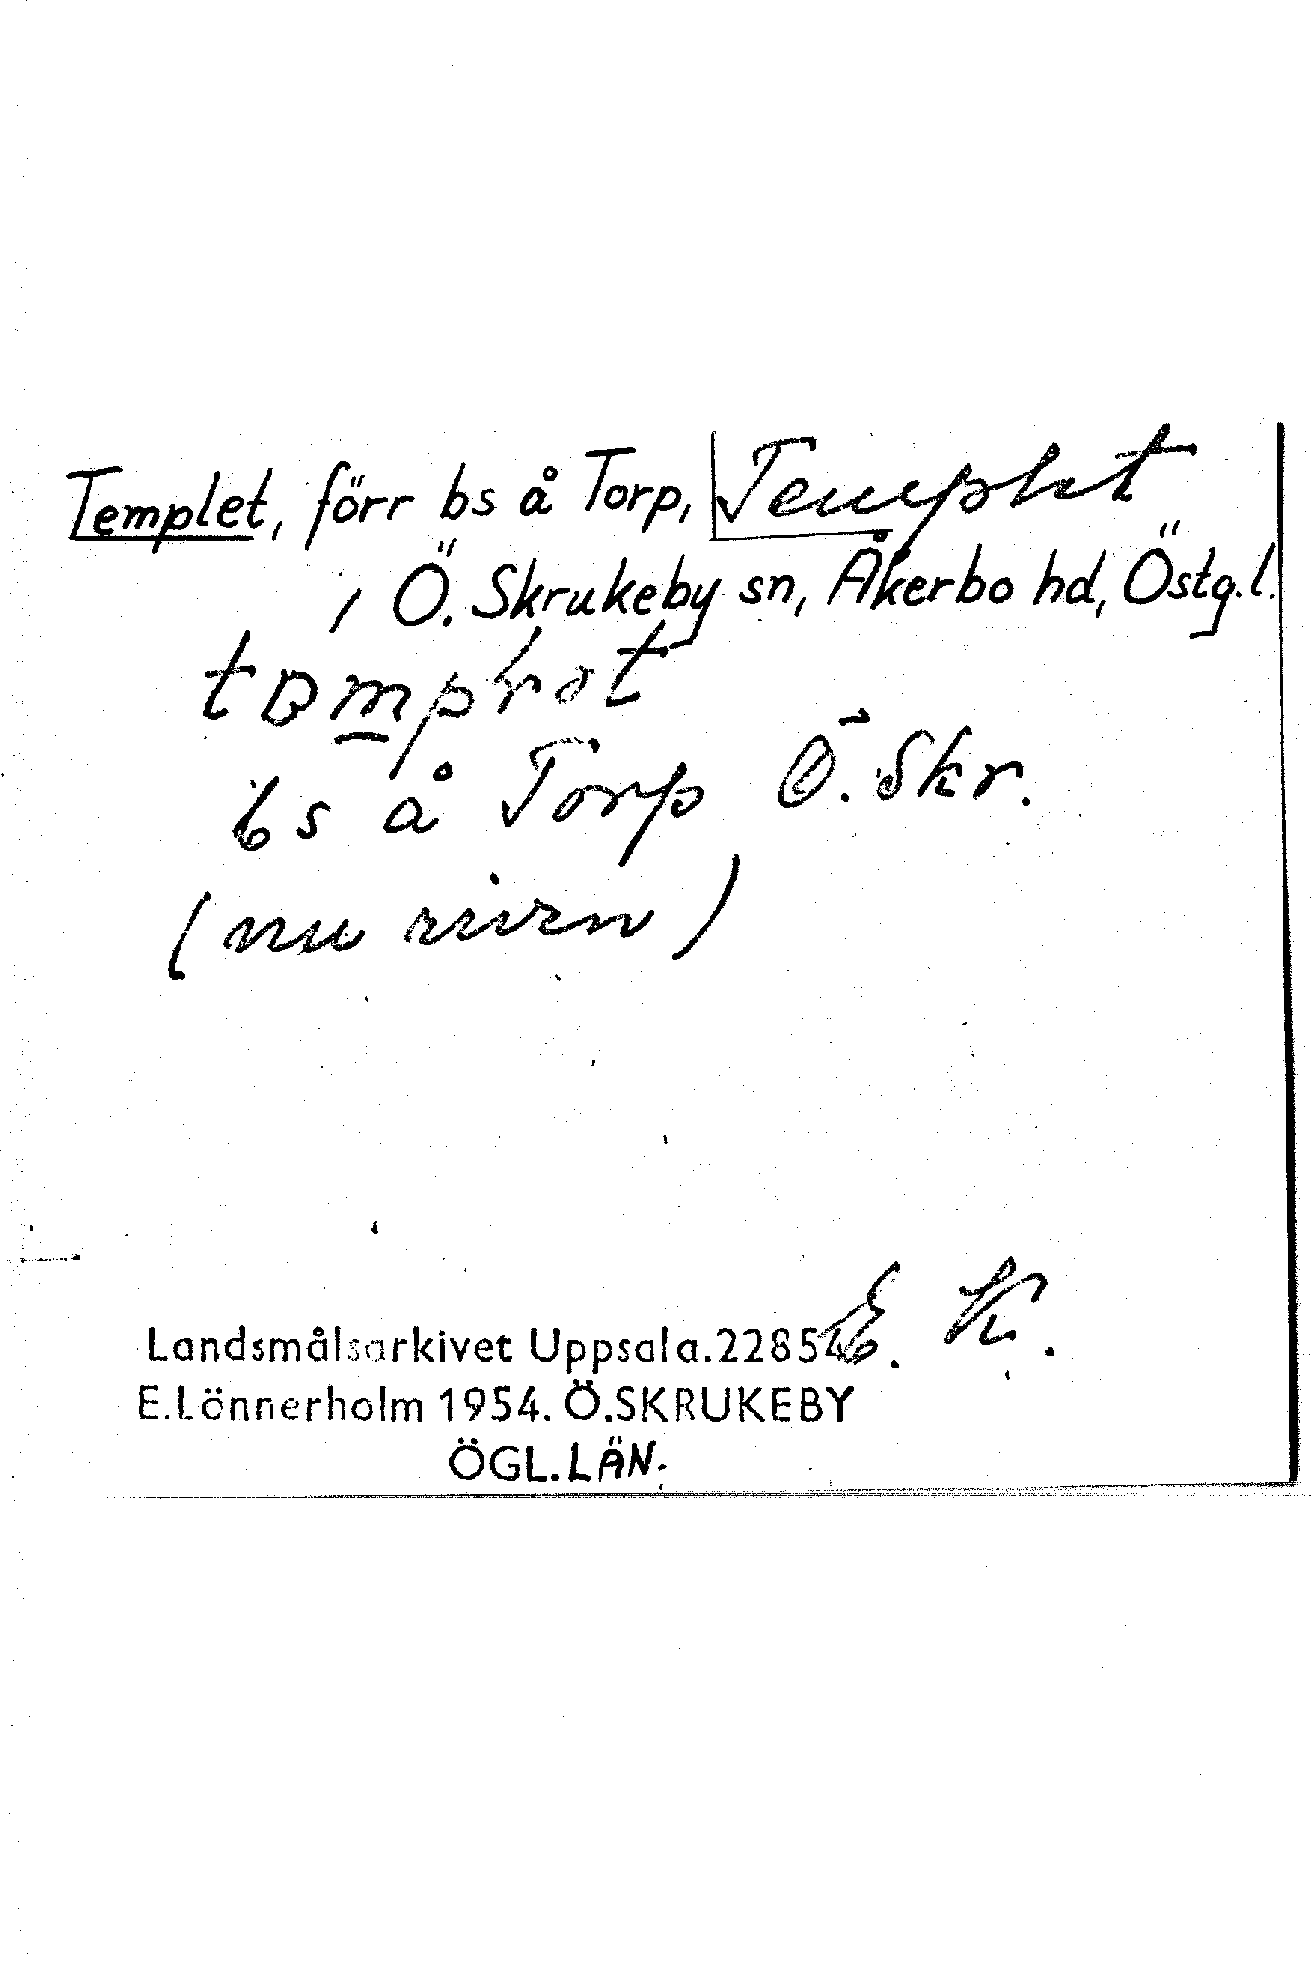 Templet, förr bs å Torp, Templet
i Ö. Skrukeby sn, Åkerbo hd, Östg.l.
bs å Torp Ö. Skr.
(nu riven)
E. K.
Landsmålsarkivet Uppsala.22854
E.Lönnerholm 1954. Ö.SKRUKEBY
ÖGL.LÄN.